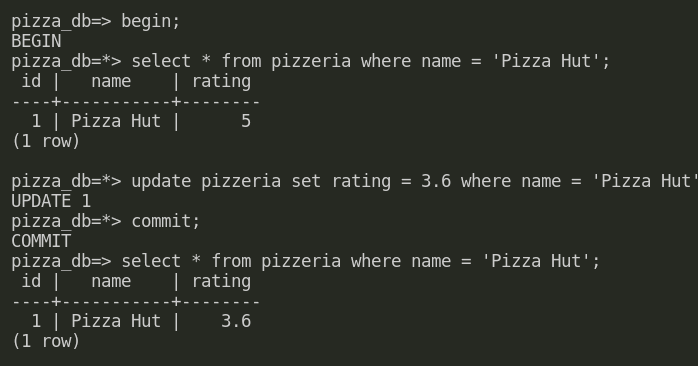 pizza_db=> begin;
BEGIN
pizza_db=*> select * from pizzeria where name = 'Pizza Hut';
 id |   name    | rating
----+-----------+--------
  1 | Pizza Hut |      5
(1 row)

pizza_db=*> update pizzeria set rating = 3.6 where name = 'Pizza Hut'
UPDATE 1
pizza_db=*> commit;
COMMIT
pizza_db=> select * from pizzeria where name = 'Pizza Hut';
 id |   name    | rating
----+-----------+--------
  1 | Pizza Hut |    3.6
(1 row)